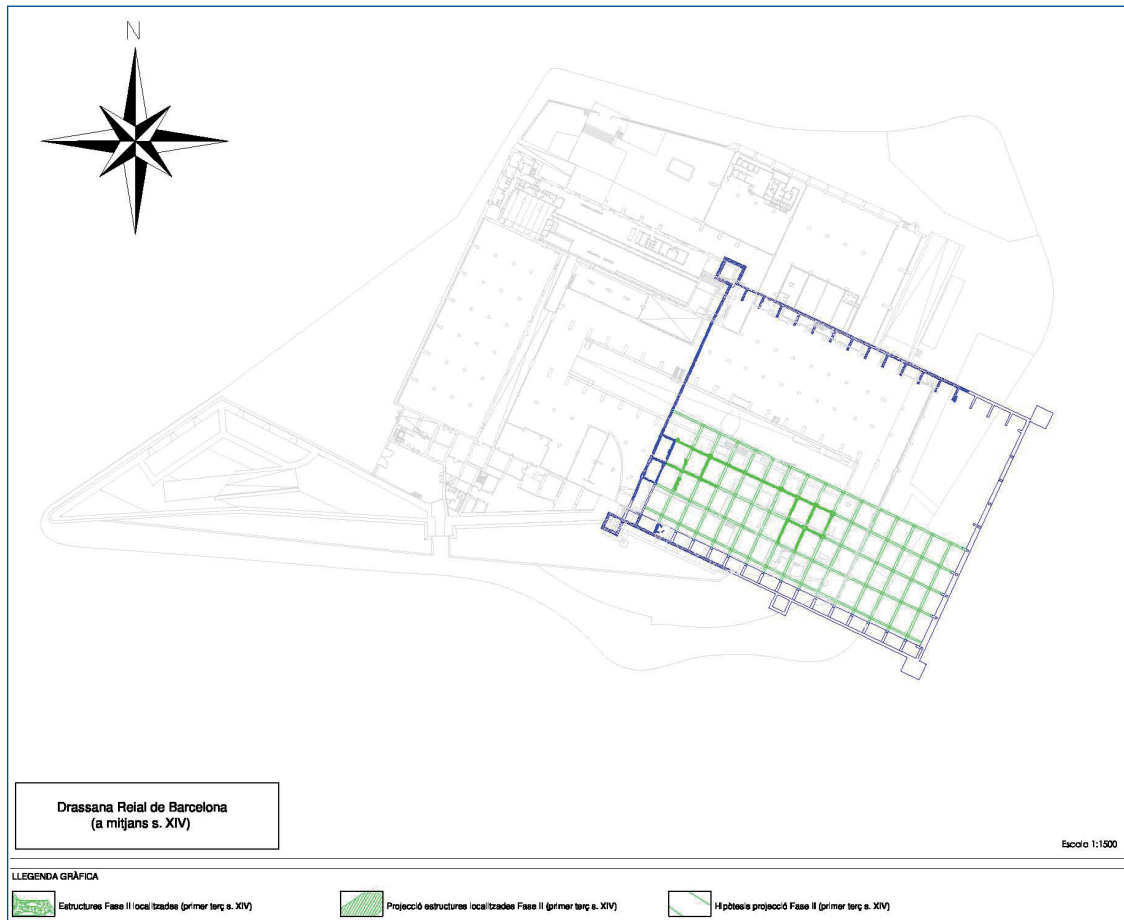 N
Drassana Reial de Barcelona
(a mitjans s. XIV)
Escala 1:1500
LLEGENDA GRÀFICA
Estructures Fase II localitzades (primer terç s. XIV)
Projecció estructures localitzades Fase II (primer terç s. XIV)
Hipòtesis projecció Fase II (primer terç s. XIV)